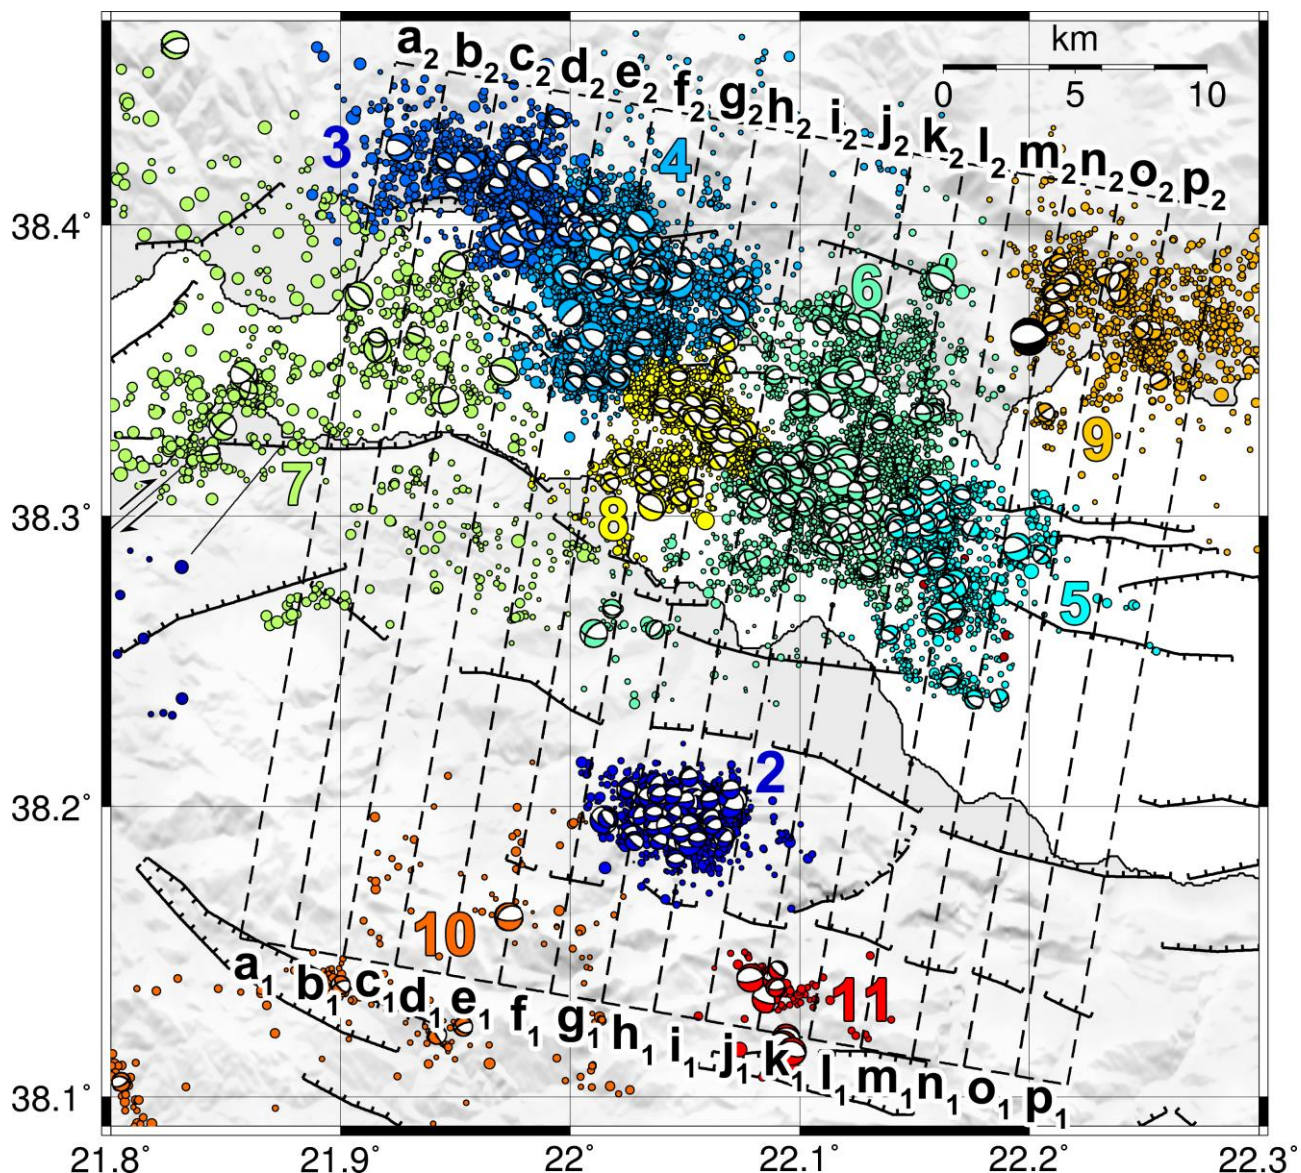 km
0 5 10
a₂ b₂ c₂ d₂ e₂ f₂ g₂ h₂ i₂ j₂ k₂ l₂ m₂ n₂ o₂ p₂
3
4
38.4°
6
9
7
8
38.3°
5
2
38.2°
10
11
a₁ b₁ c₁ d₁ e₁ f₁ g₁ h₁ i₁ j₁ k₁ l₁ m₁ n₁ o₁ p₁
38.1°
21.8° 21.9° 22° 22.1° 22.2° 22.3°